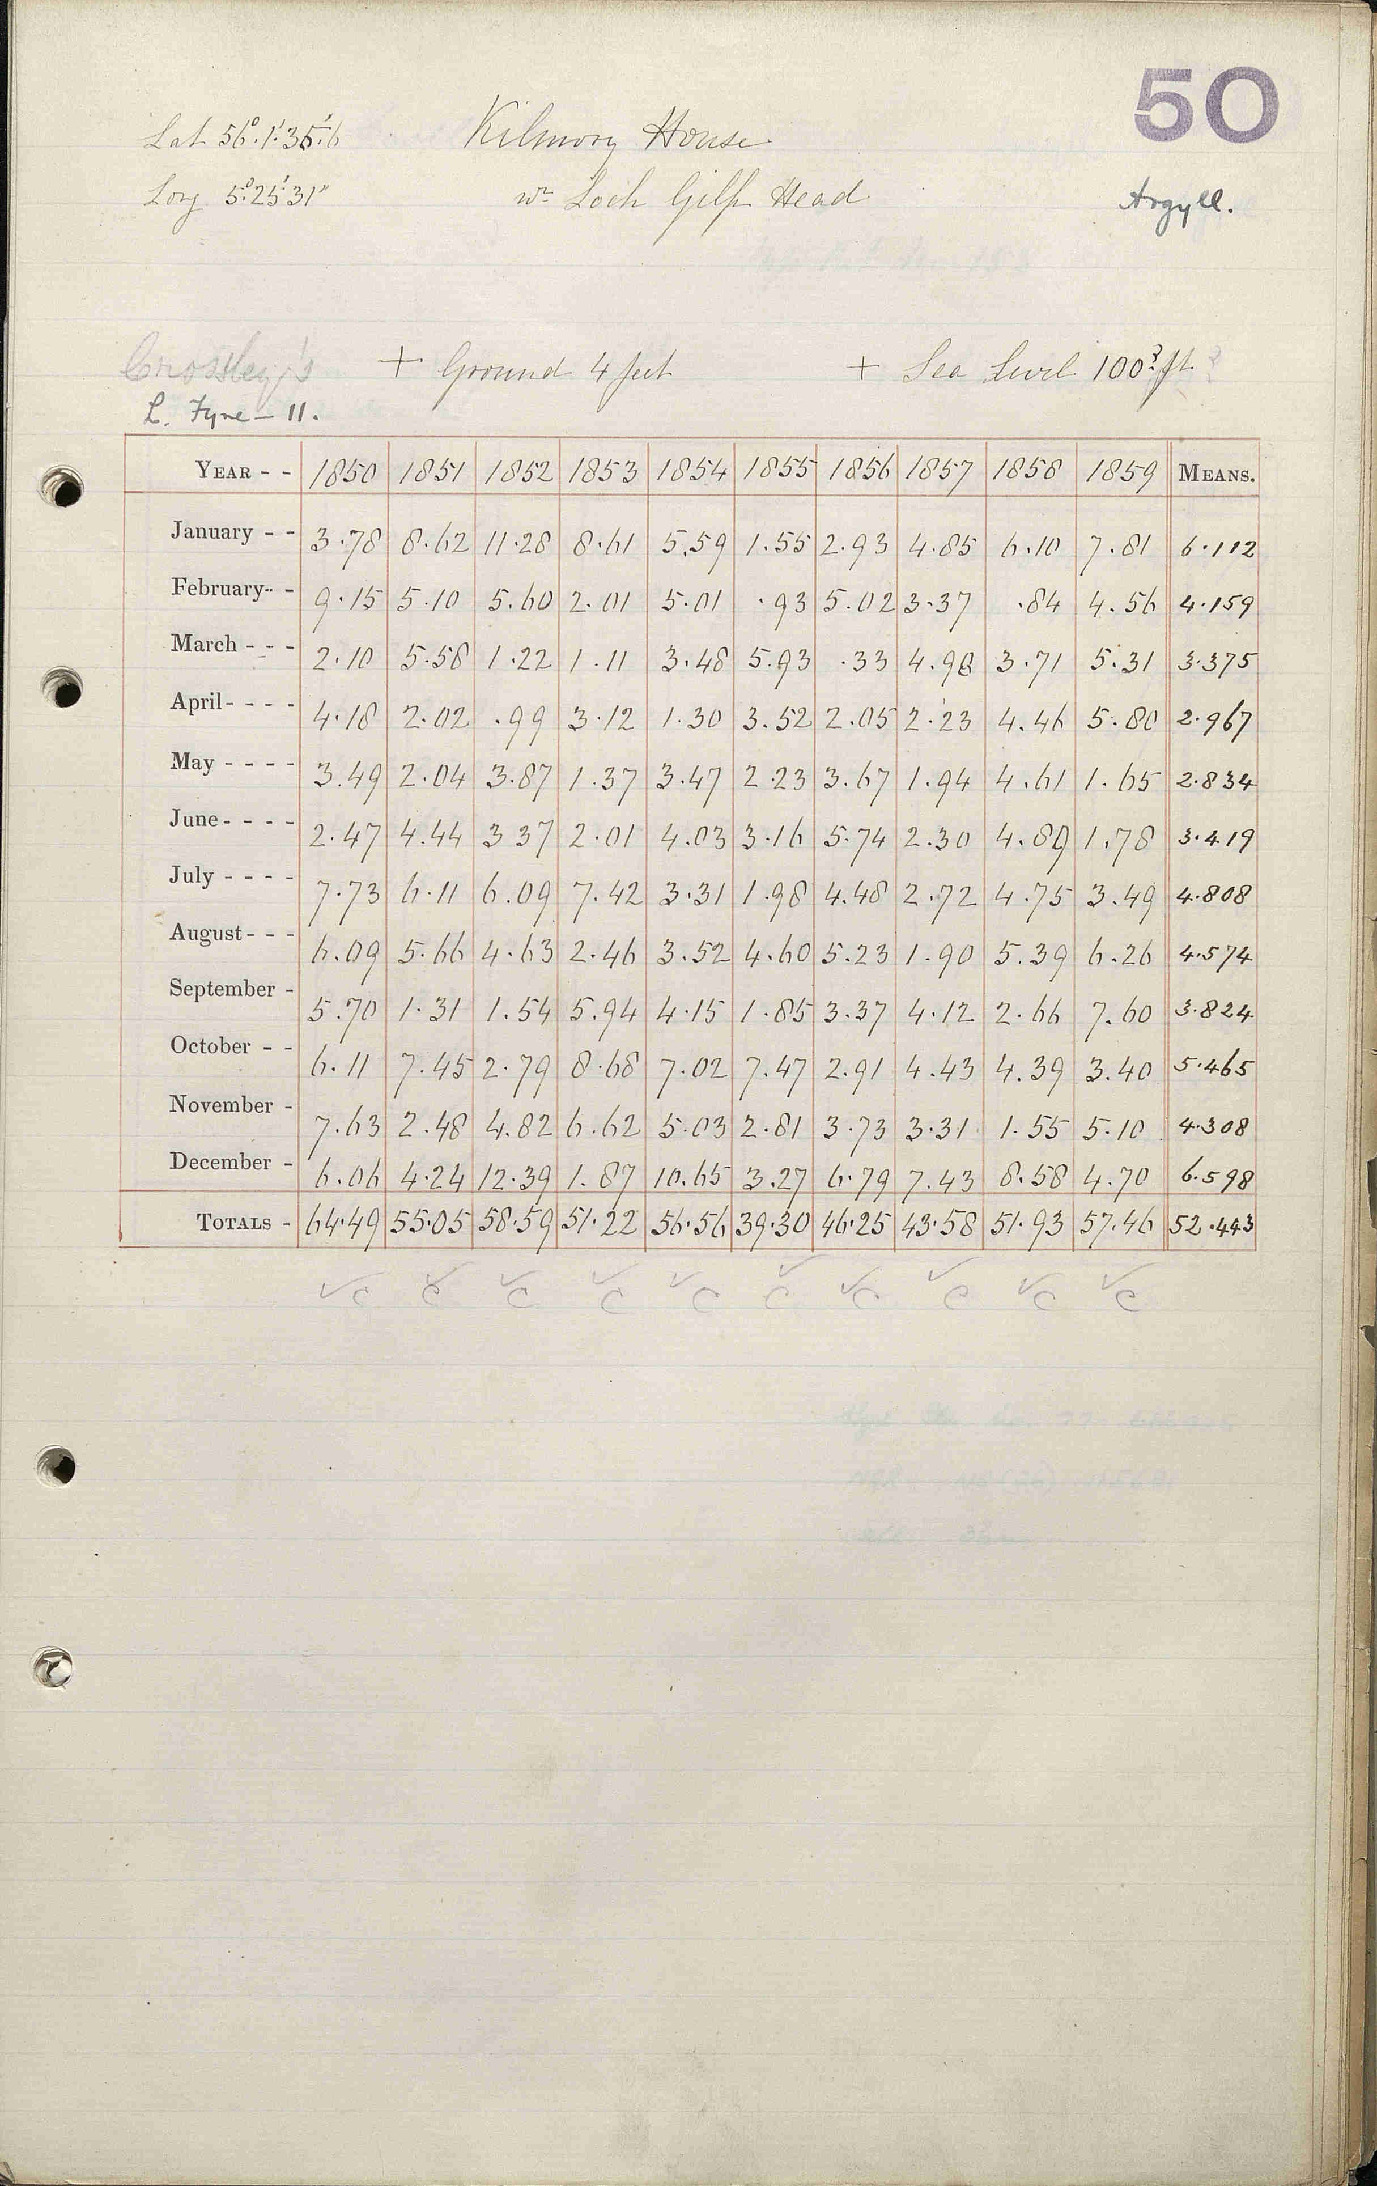 50
Lat 56°.1'.35".6 Kilmory House
Long 5°.25'.31" nr Loch Gilp Head Argyll.
Crossley's + Ground 4 feet + Sea Level 100? ft
L. Fyne — 11.
YEAR - - 1850 1851 1852 1853 1854 1855 1856 1857 1858 1859 MEANS.
January - - 3.78 8.62 11.28 8.61 5.59 1.55 2.93 4.85 6.10 7.81 6.112
February - - 9.15 5.10 5.60 2.01 5.01 .93 5.02 3.37 .84 4.56 4.159
March - - - 2.10 5.58 1.22 1.11 3.48 5.93 .33 4.98 3.71 5.31 3.375
April - - - - 4.18 2.02 .99 3.12 1.30 3.52 2.05 2.23 4.46 5.80 2.967
May - - - - 3.49 2.04 3.87 1.37 3.47 2.23 3.67 1.94 4.61 1.65 2.834
June - - - - 2.47 4.44 3.37 2.01 4.03 3.16 5.74 2.30 4.89 1.78 3.419
July - - - - 7.73 6.11 6.09 7.42 3.31 1.98 4.48 2.72 4.75 3.49 4.808
August - - - 6.09 5.66 4.63 2.46 3.52 4.60 5.23 1.90 5.39 6.26 4.574
September - 5.70 1.31 1.54 5.94 4.15 1.85 3.37 4.12 2.66 7.60 3.824
October - - 6.11 7.45 2.79 8.68 7.02 7.47 2.91 4.43 4.39 3.40 5.465
November - 7.63 2.48 4.82 6.62 5.03 2.81 3.73 3.31 1.55 5.10 4.308
December - 6.06 4.24 12.39 1.87 10.65 3.27 6.79 7.43 8.58 4.70 6.598
TOTALS - 64.49 55.05 58.59 51.22 56.56 39.30 46.25 43.58 51.93 57.46 52.443
✓c ✓c ✓c ✓c ✓c ✓c ✓c ✓c ✓c ✓c